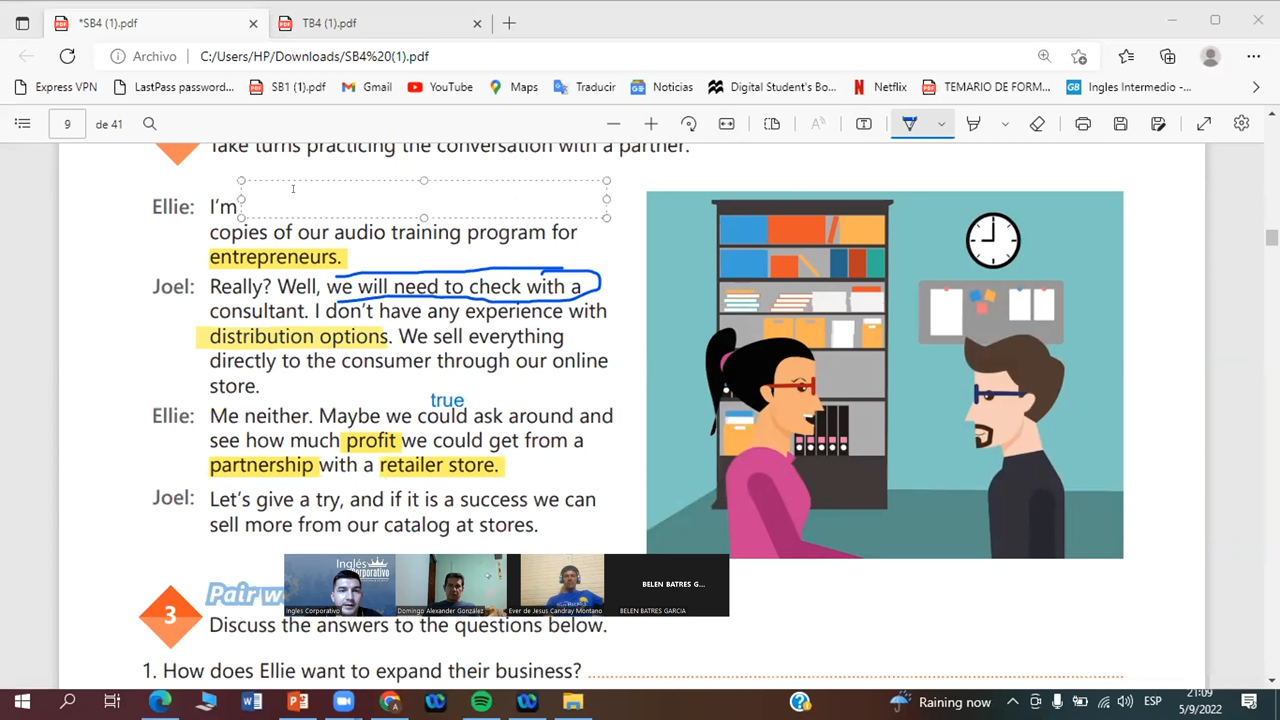 *SB4 (1).pdf
TB4 (1).pdf
Archivo C:/Users/HP/Downloads/SB4%20(1).pdf
Express VPN LastPass password... SB1 (1).pdf Gmail YouTube Maps Traducir Noticias Digital Student's Bo... Netflix TEMARIO DE FORM... Ingles Intermedio –...
9 de 41
Take turns practicing the conversation with a partner.
Ellie: I'm
copies of our audio training program for
entrepreneurs.
Joel: Really? Well, we will need to check with a
consultant. I don't have any experience with
distribution options. We sell everything
directly to the consumer through our online
store.
true
Ellie: Me neither. Maybe we could ask around and
see how much profit we could get from a
partnership with a retailer store.
Joel: Let's give a try, and if it is a success we can
sell more from our catalog at stores.
Inglés
Corporativo
BELEN BATRES G...
Ingles Corporativo Domingo Alexander González Ever de Jesus Candray Montano BELEN BATRES GARCIA
3 Pair w
Discuss the answers to the questions below.
1. How does Ellie want to expand their business?
Raining now ESP 21:09
5/9/2022